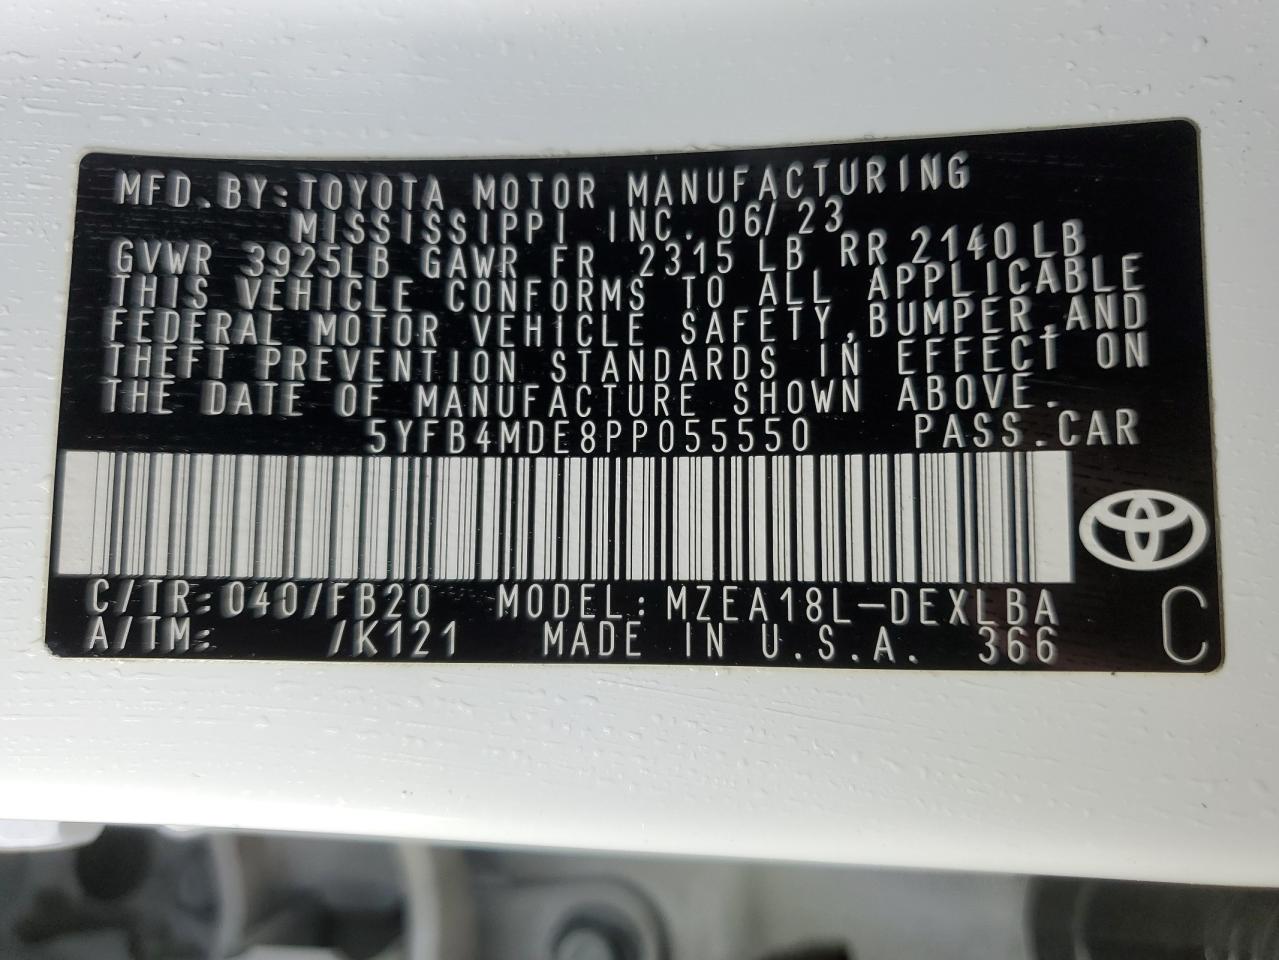 MFD.BY:TOYOTA MOTOR MANUFACTURING
MISSISSIPPI INC. 06/23
GVWR 3925LB GAWR FR 2315 LB RR 2140LB
THIS VEHICLE CONFORMS TO ALL APPLICABLE
FEDERAL MOTOR VEHICLE SAFETY,BUMPER,AND
THEFT PREVENTION STANDARDS IN EFFECT ON
THE DATE OF MANUFACTURE SHOWN ABOVE.
5YFB4MDE8PP055550 PASS.CAR
C/TR:040/FB20 MODEL:MZEA18L-DEXLBA
A/TM: /K121 MADE IN U.S.A. 366
C